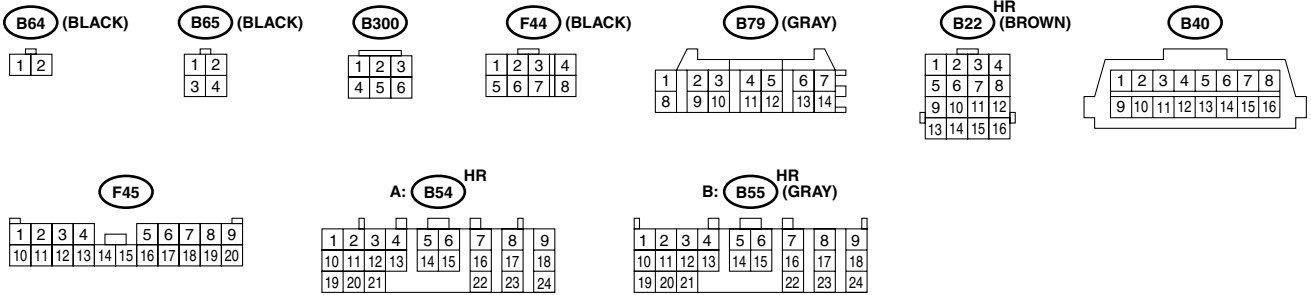 B64 (BLACK)
1 2
B65 (BLACK)
1 2
3 4
B300
1 2 3
4 5 6
F44 (BLACK)
1 2 3 4
5 6 7 8
B79 (GRAY)
1 2 3 4 5 6 7
8 9 10 11 12 13 14
HR
B22 (BROWN)
1 2 3 4
5 6 7 8
9 10 11 12
13 14 15 16
B40
1 2 3 4 5 6 7 8
9 10 11 12 13 14 15 16
F45
1 2 3 4 5 6 7 8 9
10 11 12 13 14 15 16 17 18 19 20
HR
A: B54
1 2 3 4 5 6 7 8 9
10 11 12 13 14 15 16 17 18
19 20 21 22 23 24
HR
B: B55 (GRAY)
1 2 3 4 5 6 7 8 9
10 11 12 13 14 15 16 17 18
19 20 21 22 23 24